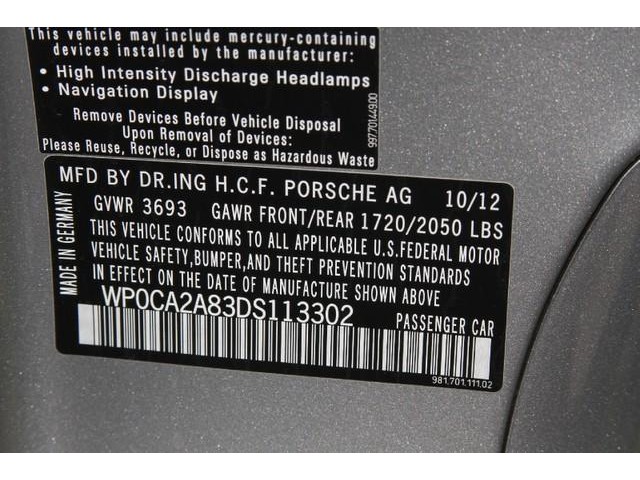 This vehicle may include mercury-containing
devices installed by the manufacturer:
• High Intensity Discharge Headlamps
• Navigation Display
Remove Devices Before Vehicle Disposal
Upon Removal of Devices:
Please Reuse, Recycle, or Dispose as Hazardous Waste
997.701.449.00
MFD BY DR.ING H.C.F. PORSCHE AG 10/12
GVWR 3693 GAWR FRONT/REAR 1720/2050 LBS
THIS VEHICLE CONFORMS TO ALL APPLICABLE U.S.FEDERAL MOTOR
VEHICLE SAFETY,BUMPER,AND THEFT PREVENTION STANDARDS
IN EFFECT ON THE DATE OF MANUFACTURE SHOWN ABOVE
MADE IN GERMANY
WP0CA2A83DS113302
PASSENGER CAR
981.701.111.02